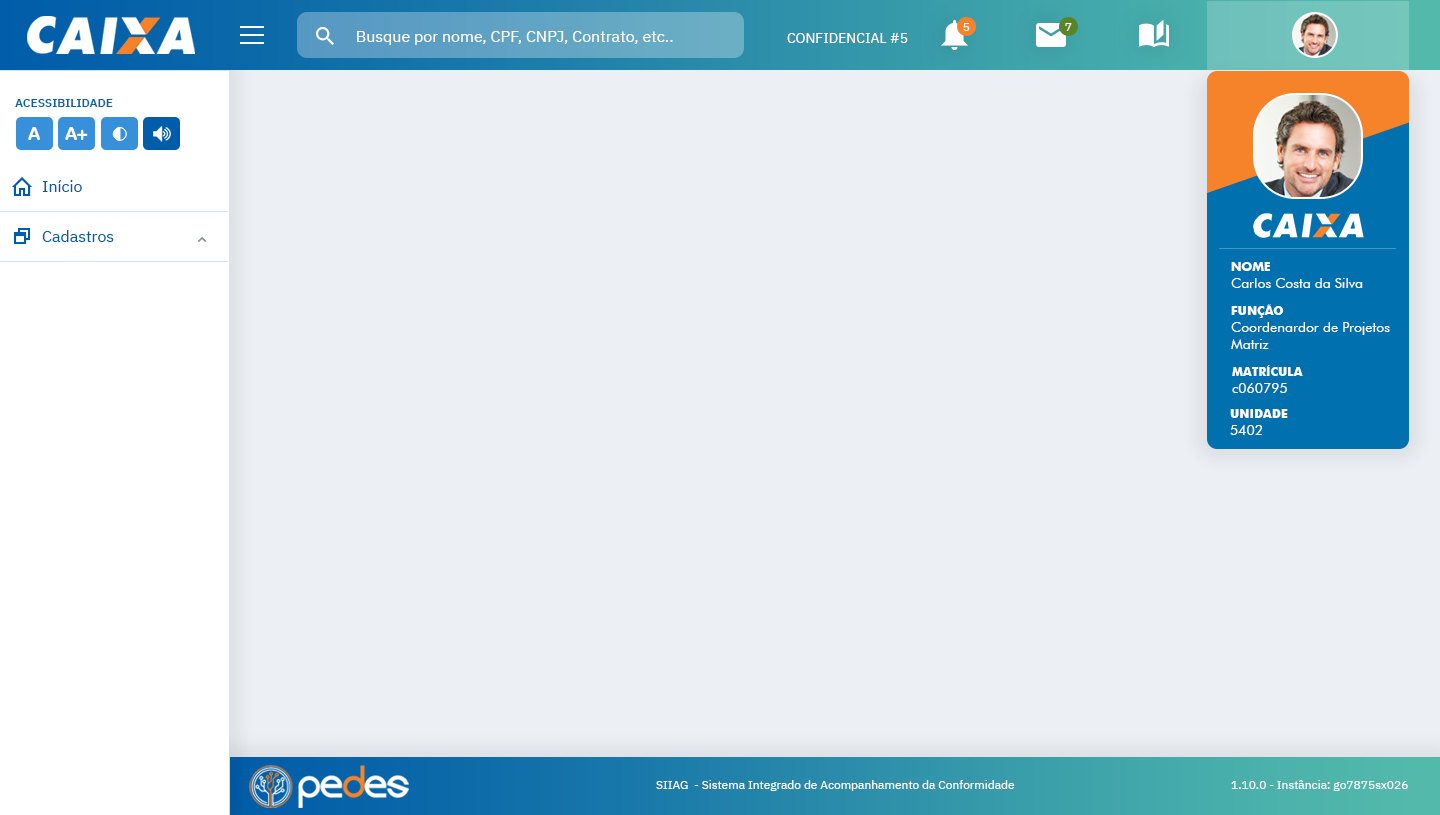 CAIXA
Busque por nome, CPF, CNPJ, Contrato, etc..
CONFIDENCIAL #5
5
7
ACESSIBILIDADE
A
A+
Início
Cadastros
CAIXA
NOME
Carlos Costa da Silva
FUNÇÃO
Coordenardor de Projetos
Matriz
MATRÍCULA
c060795
UNIDADE
5402
pedes
SIIAG - Sistema Integrado de Acompanhamento da Conformidade
1.10.0 - Instância: go7875sx026